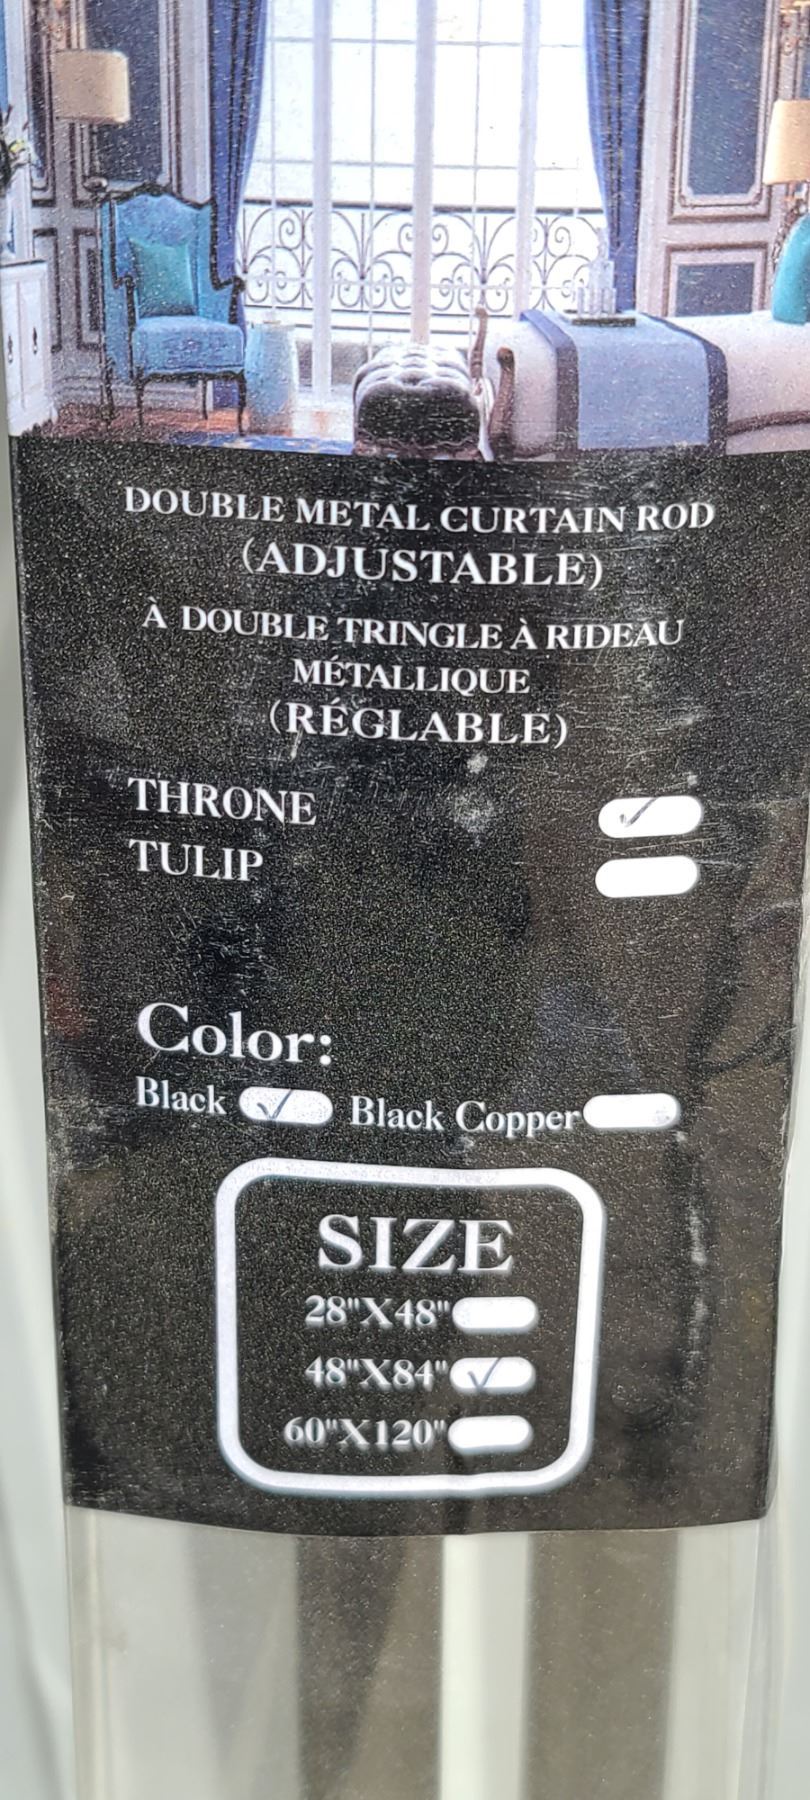 DOUBLE METAL CURTAIN ROD
(ADJUSTABLE)
À DOUBLE TRINGLE À RIDEAU
MÉTALLIQUE
(RÉGLABLE)
THRONE ✓
TULIP
Color:
Black ✓ Black Copper
SIZE
28"X48"
48"X84" ✓
60"X120"